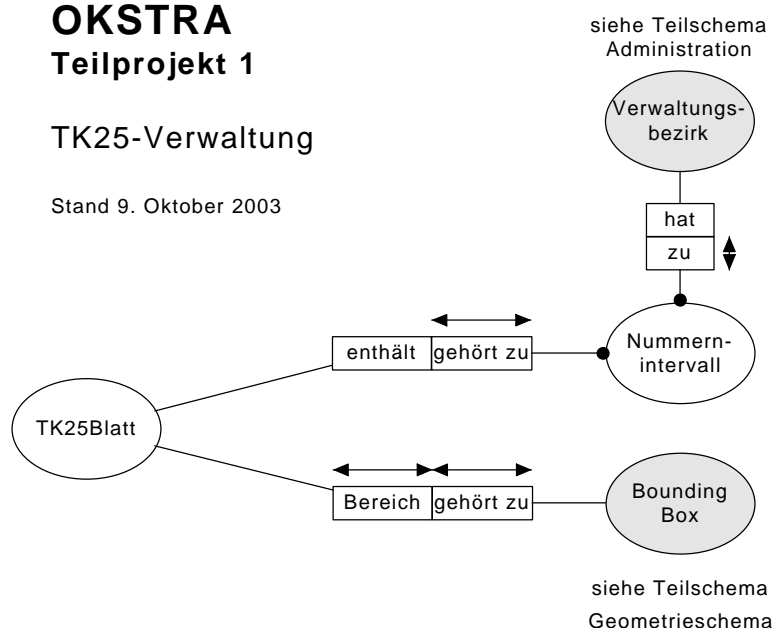 OKSTRA
Teilprojekt 1
TK25-Verwaltung
Stand 9. Oktober 2003
siehe Teilschema
Administration
Verwaltungs-
bezirk
hat
zu
enthält
gehört zu
Nummern-
intervall
TK25Blatt
Bereich
gehört zu
Bounding
Box
siehe Teilschema
Geometrieschema